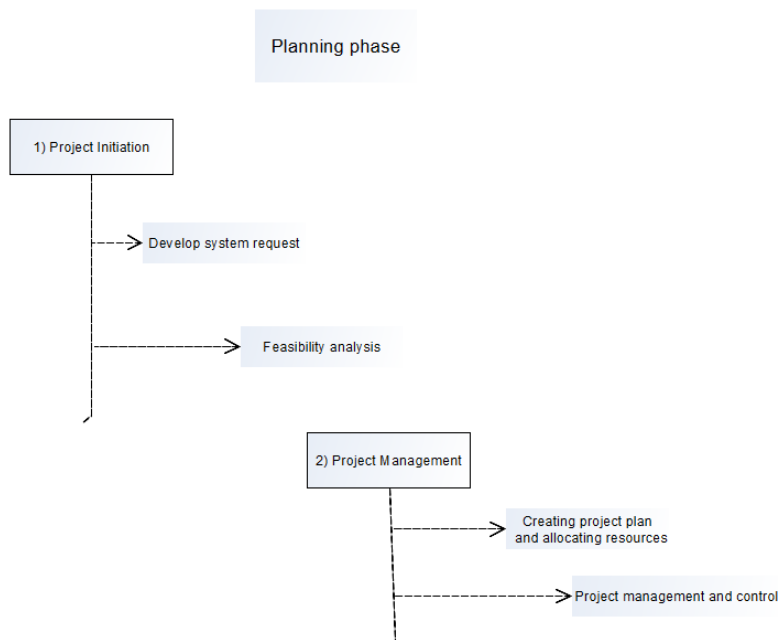 Planning phase
1) Project Initiation
Develop system request
Feasibility analysis
2) Project Management
Creating project plan
and allocating resources
Project management and control